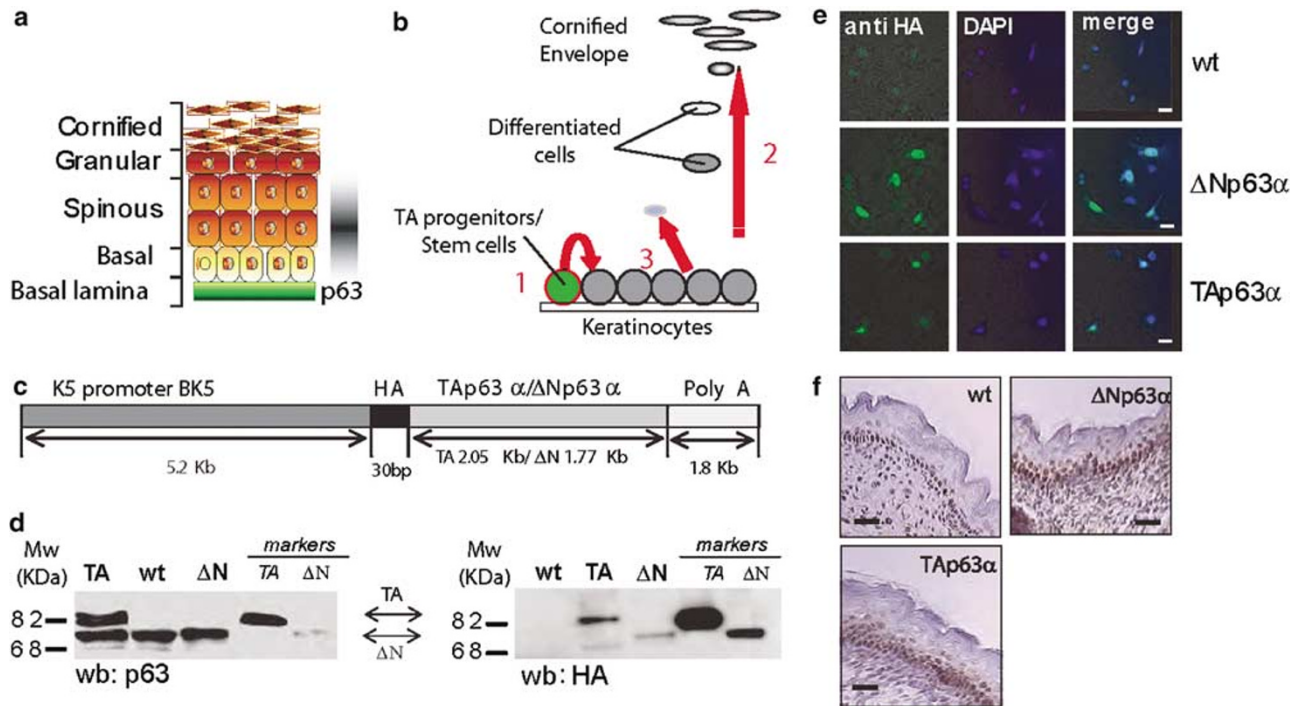 a
Cornified
Granular
Spinous
Basal
Basal lamina
p63
b
Cornified
Envelope
Differentiated
cells
2
TA progenitors/
Stem cells
1
3
Keratinocytes
c
K5 promoter BK5
HA
TAp63 α/ΔNp63 α
Poly A
5.2 Kb
30bp
TA 2.05 Kb/ ΔN 1.77 Kb
1.8 Kb
d
Mw
(KDa)
TA wt ΔN
markers
TA ΔN
82
68
wb: p63
TA
ΔN
Mw
(KDa)
wt TA ΔN
markers
TA ΔN
82
68
wb: HA
e
anti HA DAPI merge
wt
ΔNp63α
TAp63α
f
wt
ΔNp63α
TAp63α